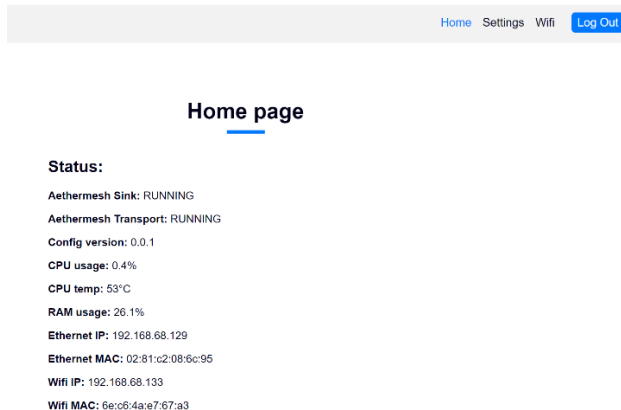 Home Settings Wifi Log Out
Home page
Status:
Aethermesh Sink: RUNNING
Aethermesh Transport: RUNNING
Config version: 0.0.1
CPU usage: 0.4%
CPU temp: 53°C
RAM usage: 26.1%
Ethernet IP: 192.168.68.129
Ethernet MAC: 02:81:c2:08:6c:95
Wifi IP: 192.168.68.133
Wifi MAC: 6e:c6:4a:e7:67:a3